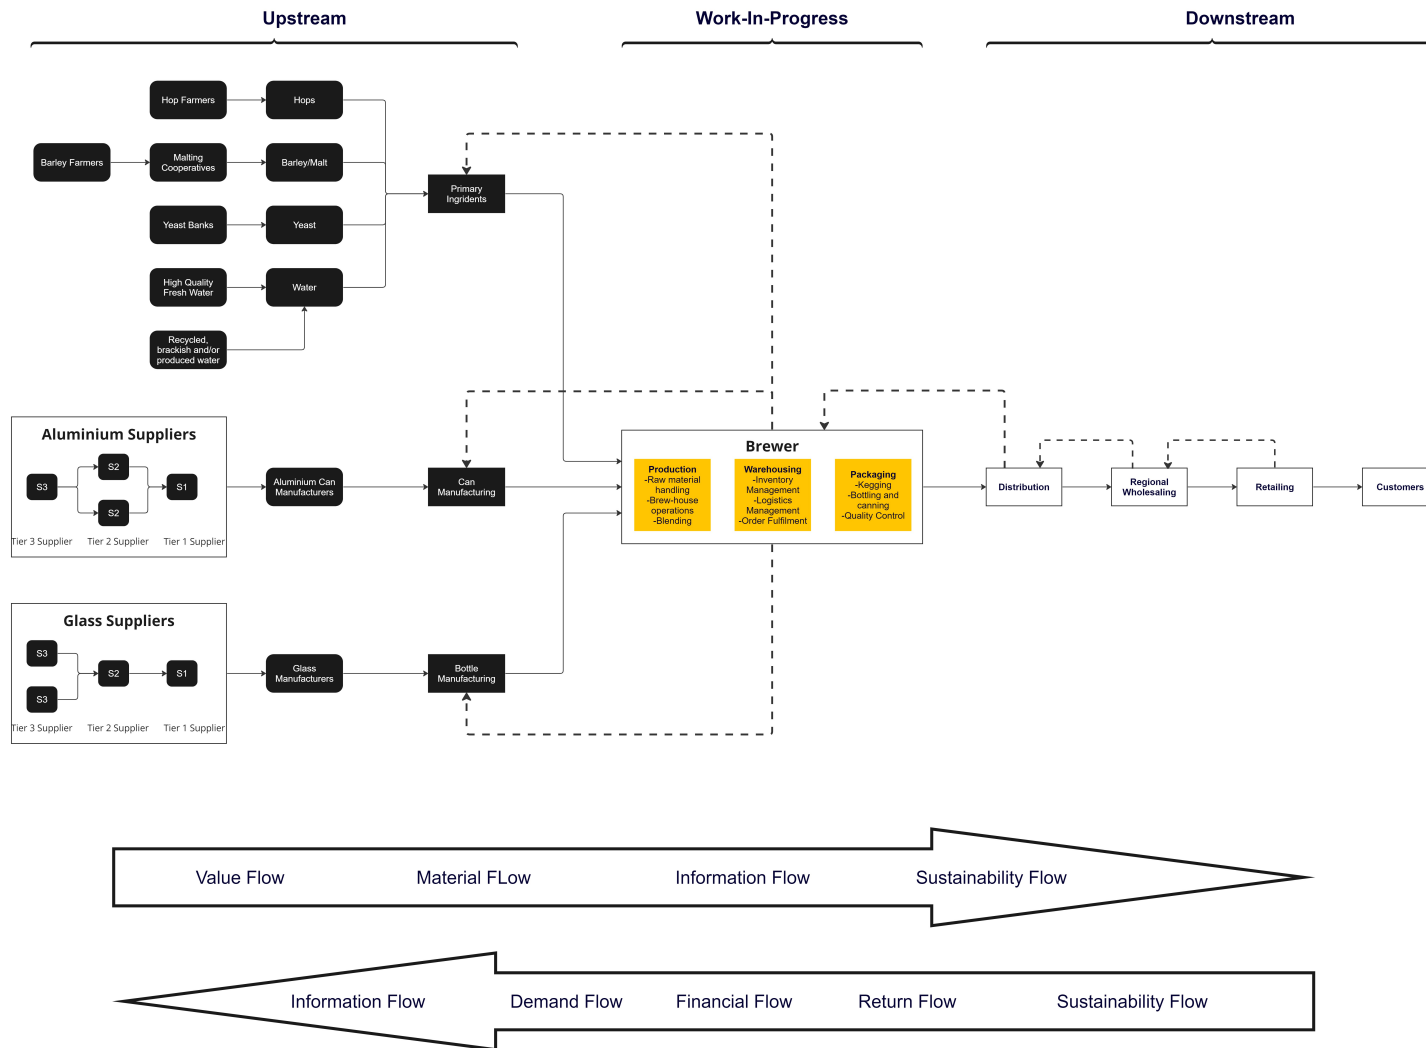 Upstream
Work-In-Progress
Downstream
Hop Farmers
Hops
Barley Farmers
Malting
Cooperatives
Barley/Malt
Primary
Ingridents
Yeast Banks
Yeast
High Quality
Fresh Water
Water
Recycled,
brackish and/or
produced water
Aluminium Suppliers
S3
S2
S2
S1
Tier 3 Supplier
Tier 2 Supplier
Tier 1 Supplier
Aluminium Can
Manufacturers
Can
Manufacturing
Brewer
Production
-Raw material
handling
-Brew-house
operations
-Blending
Warehousing
-Inventory
Management
-Logistics
Management
-Order Fulfilment
Packaging
-Kegging
-Bottling and
canning
-Quality Control
Distribution
Regional
Wholesaling
Retailing
Customers
Glass Suppliers
S3
S3
S2
S1
Tier 3 Supplier
Tier 2 Supplier
Tier 1 Supplier
Glass
Manufacturers
Bottle
Manufacturing
Value Flow
Material FLow
Information Flow
Sustainability Flow
Information Flow
Demand Flow
Financial Flow
Return Flow
Sustainability Flow